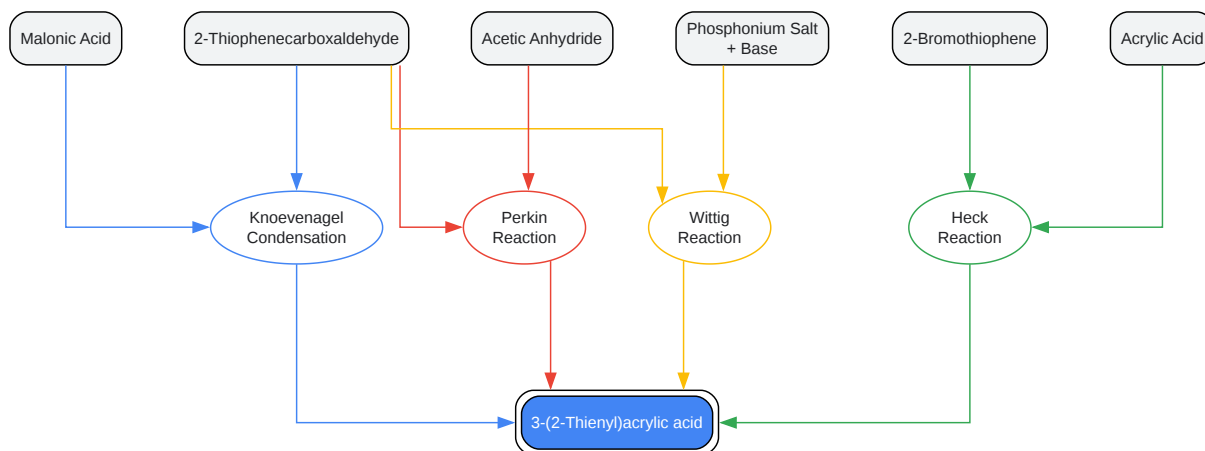 Malonic Acid
2-Thiophenecarboxaldehyde
Acetic Anhydride
Phosphonium Salt
+ Base
2-Bromothiophene
Acrylic Acid
Knoevenagel
Condensation
Perkin
Reaction
Wittig
Reaction
Heck
Reaction
3-(2-Thienyl)acrylic acid